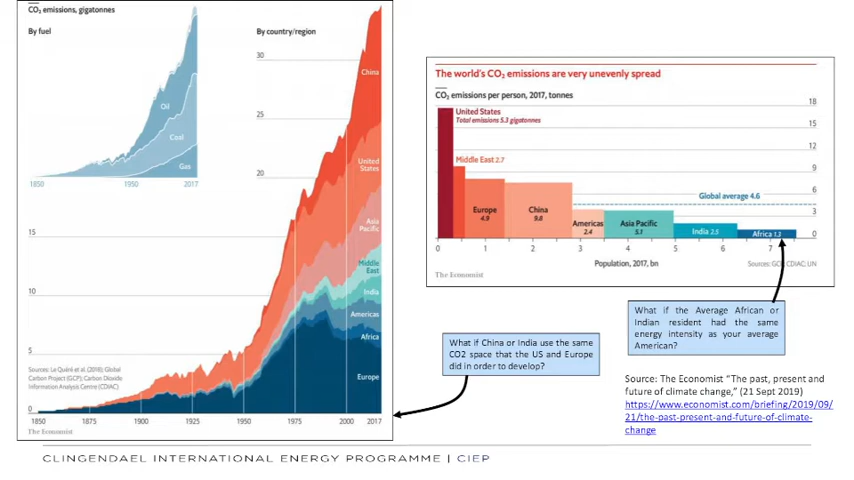 CO2 emissions, gigatonnes
By fuel
By country/region
30
25
20
15
10
5
0
Oil
Coal
Gas
1850
1950
2017
China
United
States
Asia
Pacific
Middle
East
India
Americas
Africa
Europe
Sources: Le Quéré et al. (2018); Global
Carbon Project (GCP); Carbon Dioxide
Information Analysis Centre (CDIAC)
1850
1875
1900
1925
1950
1975
2000
2017
The Economist
The world's CO2 emissions are very unevenly spread
CO2 emissions per person, 2017, tonnes
18
15
12
9
6
3
0
United States
Total emissions 5.3 gigatonnes
Middle East 2.7
Global average 4.6
Europe
4.9
China
9.8
Americas
2.4
Asia Pacific
5.1
India 2.5
Africa 1.3
0
1
2
3
4
5
6
7
Population, 2017, bn
Sources: GCP; CDIAC; UN
The Economist
What if China or India use the same
CO2 space that the US and Europe
did in order to develop?
What if the Average African or
Indian resident had the same
energy intensity as your average
American?
Source: The Economist "The past, present and
future of climate change," (21 Sept 2019)
https://www.economist.com/briefing/2019/09/
21/the-past-present-and-future-of-climate-
change
CLINGENDAEL INTERNATIONAL ENERGY PROGRAMME | CIEP